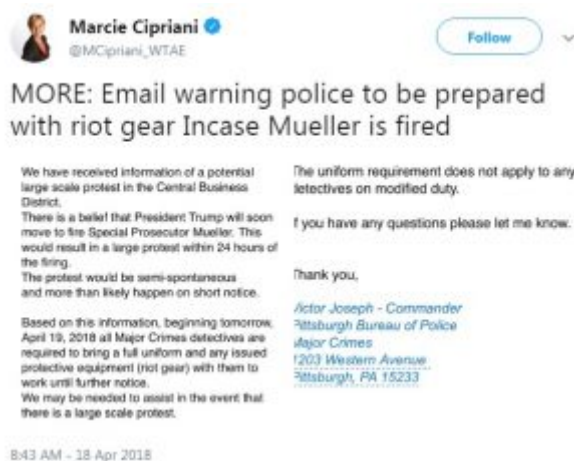 Marcie Cipriani
@MCipriani_WTAE
Follow
MORE: Email warning police to be prepared
with riot gear Incase Mueller is fired
We have received information of a potential
large scale protest in the Central Business
District.
There is a belief that President Trump will soon
move to fire Special Prosecutor Mueller. This
would result in a large protest within 24 hours of
the firing.
The protest would be semi-spontaneous
and more than likely happen on short notice.
Based on this information, beginning tomorrow,
April 19, 2018 all Major Crimes detectives are
required to bring a full uniform and any issued
protective equipment (riot gear) with them to
work until further notice.
We may be needed to assist in the event that
there is a large scale protest.
The uniform requirement does not apply to any
detectives on modified duty.
If you have any questions please let me know.
Thank you,
Victor Joseph - Commander
Pittsburgh Bureau of Police
Major Crimes
1203 Western Avenue
Pittsburgh, PA 15233
8:43 AM - 18 Apr 2018